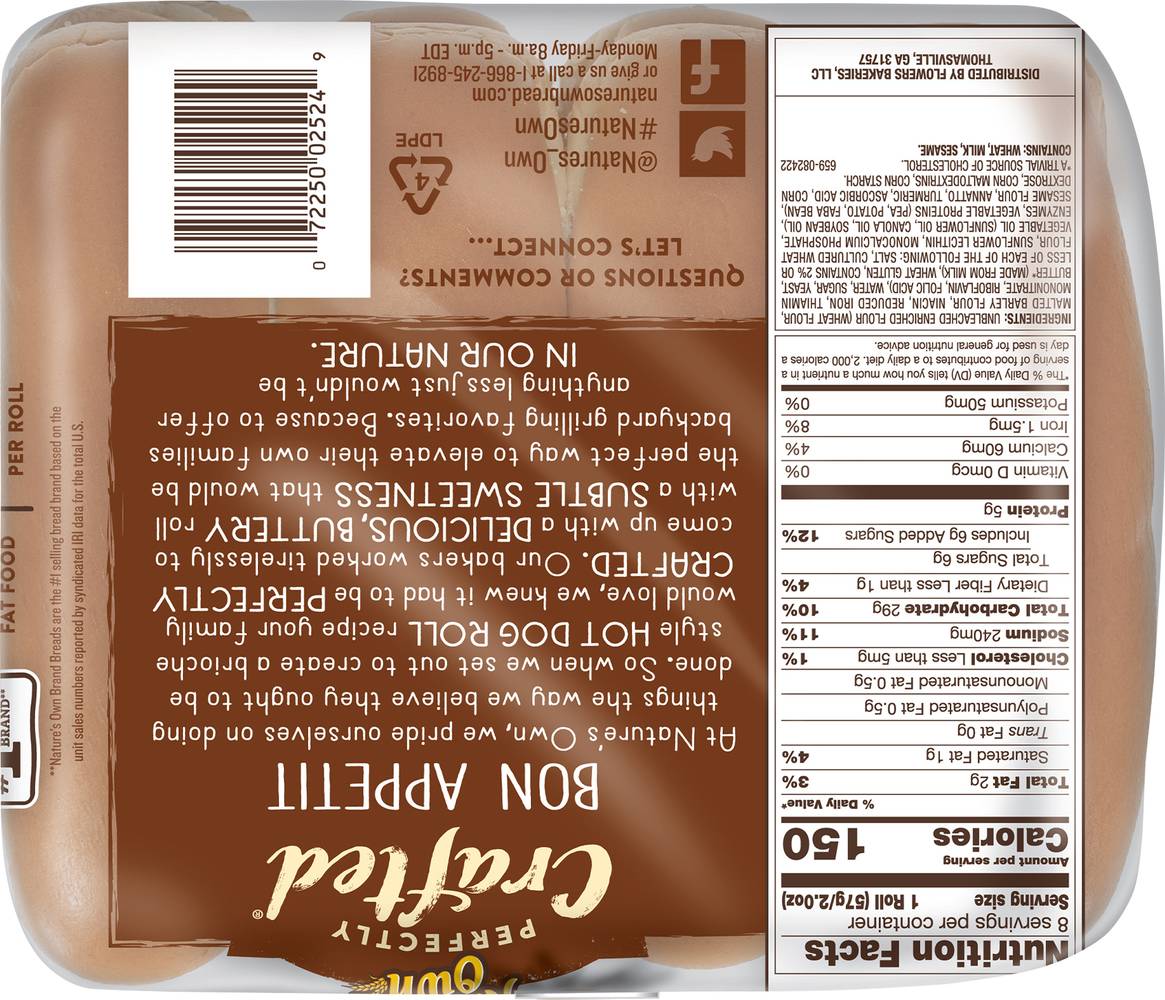 Own
PERFECTLY
Crafted®
BON APPETIT
At Nature's Own, we pride ourselves on doing
things the way we believe they ought to be
done. So when we set out to create a brioche
style HOT DOG ROLL recipe your family
would love, we knew it had to be PERFECTLY
CRAFTED. Our bakers worked tirelessly to
come up with a DELICIOUS, BUTTERY roll
with a SUBTLE SWEETNESS that would be
the perfect way to elevate their own families
backyard grilling favorites. Because to offer
anything less just wouldn't be
IN OUR NATURE.
QUESTIONS OR COMMENTS?
LET'S CONNECT...
@Natures_Own
#NaturesOwn
naturesownbread.com
or give us a call at 1-866-245-8921
Monday-Friday 8a.m. - 5p.m. EDT
4
LDPE
0 72250 02524 9
Nutrition Facts
8 servings per container
Serving size 1 Roll (57g/2.0oz)
Amount per serving
Calories 150
% Daily Value*
Total Fat 2g 3%
Saturated Fat 1g 4%
Trans Fat 0g
Polyunsaturated Fat 0.5g
Monounsaturated Fat 0.5g
Cholesterol Less than 5mg 1%
Sodium 240mg 11%
Total Carbohydrate 29g 10%
Dietary Fiber Less than 1g 4%
Total Sugars 6g
Includes 6g Added Sugars 12%
Protein 5g
Vitamin D 0mcg 0%
Calcium 60mg 4%
Iron 1.5mg 8%
Potassium 50mg 0%
*The % Daily Value (DV) tells you how much a nutrient in a
serving of food contributes to a daily diet. 2,000 calories a
day is used for general nutrition advice.
INGREDIENTS: UNBLEACHED ENRICHED FLOUR (WHEAT FLOUR,
MALTED BARLEY FLOUR, NIACIN, REDUCED IRON, THIAMIN
MONONITRATE, RIBOFLAVIN, FOLIC ACID), WATER, SUGAR, YEAST,
BUTTER* (MADE FROM MILK), WHEAT GLUTEN, CONTAINS 2% OR
LESS OF EACH OF THE FOLLOWING: SALT, CULTURED WHEAT
FLOUR, SUNFLOWER LECITHIN, MONOCALCIUM PHOSPHATE,
VEGETABLE OIL (SUNFLOWER OIL, CANOLA OIL, SOYBEAN OIL),
ENZYMES, VEGETABLE PROTEINS (PEA, POTATO, FABA BEAN),
SESAME FLOUR, ANNATTO, TURMERIC, ASCORBIC ACID, CORN
DEXTROSE, CORN MALTODEXTRINS, CORN STARCH.
*A TRIVIAL SOURCE OF CHOLESTEROL. 659-082422
CONTAINS: WHEAT, MILK, SESAME.
DISTRIBUTED BY FLOWERS BAKERIES, LLC
THOMASVILLE, GA 31757
#1
BRAND**
FAT FOOD | PER ROLL
**Nature's Own Brand Breads are the #1 selling bread brand based on the
unit sales numbers reported by syndicated IRI data for the total U.S.